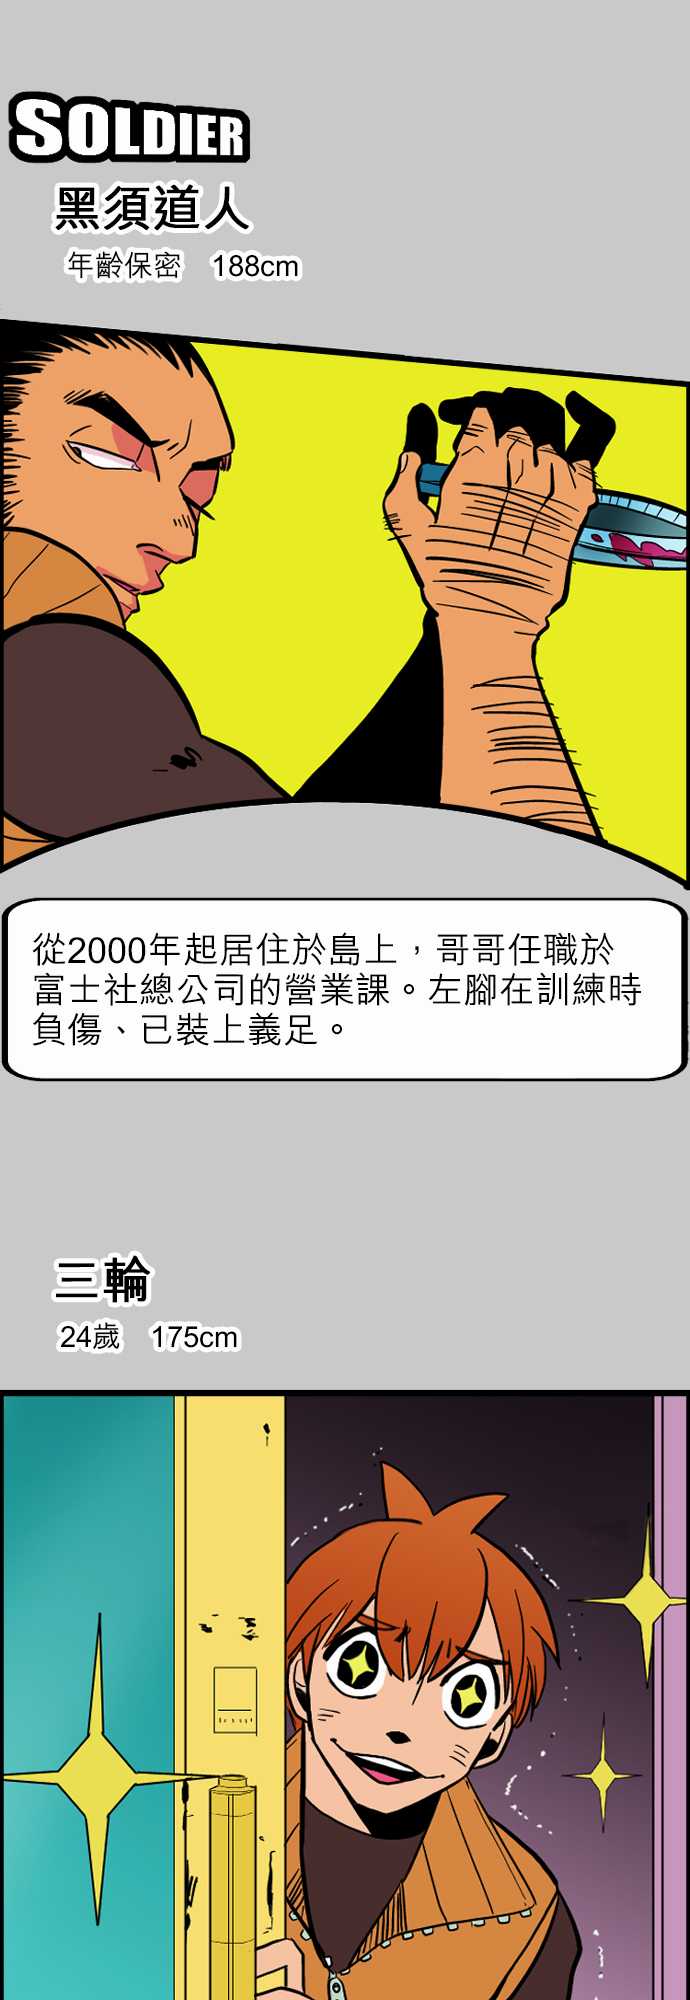 SOLDIER
黑須道人
年齡保密 188cm
從2000年起居住於島上，哥哥任職於
富士社總公司的營業課。左腳在訓練時
負傷、已裝上義足。
三輪
24歲 175cm